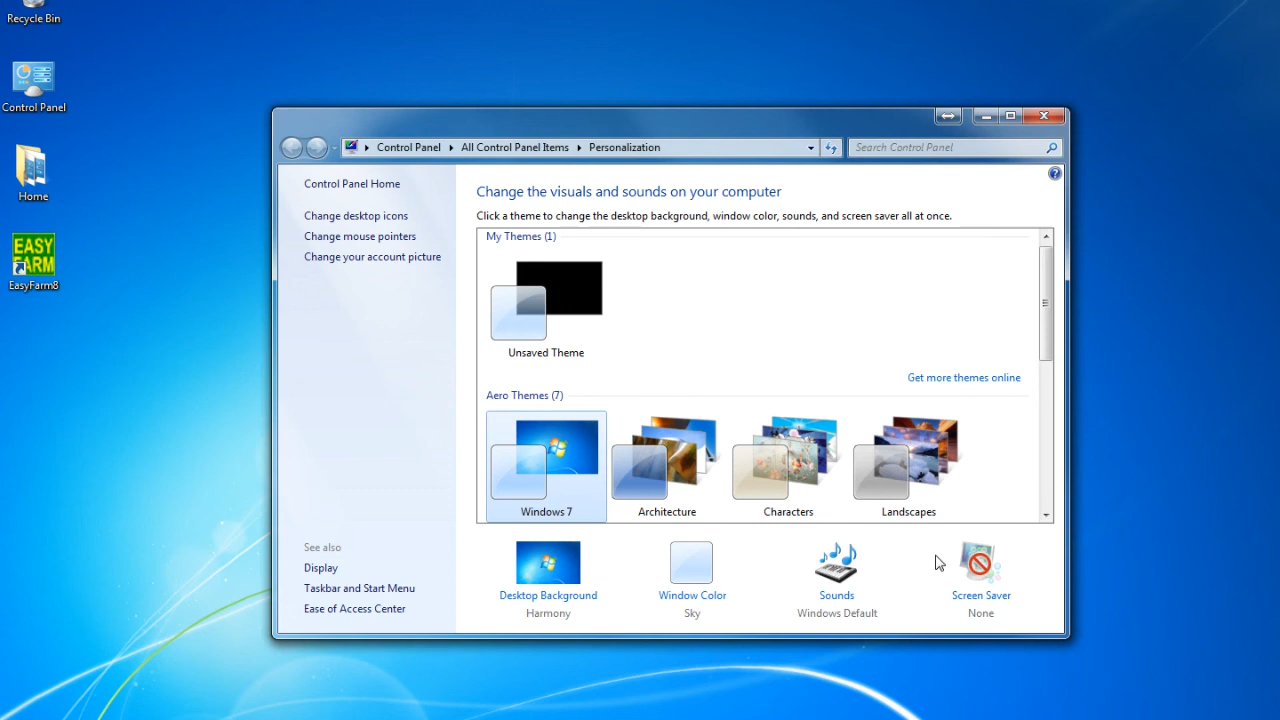 Recycle Bin
Control Panel
Home
EASY
FARM
EasyFarm8
Control Panel
All Control Panel Items
Personalization
Search Control Panel
Control Panel Home
Change desktop icons
Change mouse pointers
Change your account picture
See also
Display
Taskbar and Start Menu
Ease of Access Center
Change the visuals and sounds on your computer
Click a theme to change the desktop background, window color, sounds, and screen saver all at once.
My Themes (1)
Unsaved Theme
Get more themes online
Aero Themes (7)
Windows 7
Architecture
Characters
Landscapes
Desktop Background
Harmony
Window Color
Sky
Sounds
Windows Default
Screen Saver
None